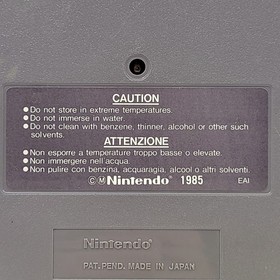 CAUTION
● Do not store in extreme temperatures.
● Do not immerse in water.
● Do not clean with benzene, thinner, alcohol or other such
solvents.
ATTENZIONE
● Non esporre a temperature troppo basse o elevate.
● Non immergere nell'acqua.
● Non pulire con benzina, acquaragia, alcool o altri solventi.
© Ⓜ Nintendo® 1985 EAI
Nintendo®
PAT.PEND. MADE IN JAPAN